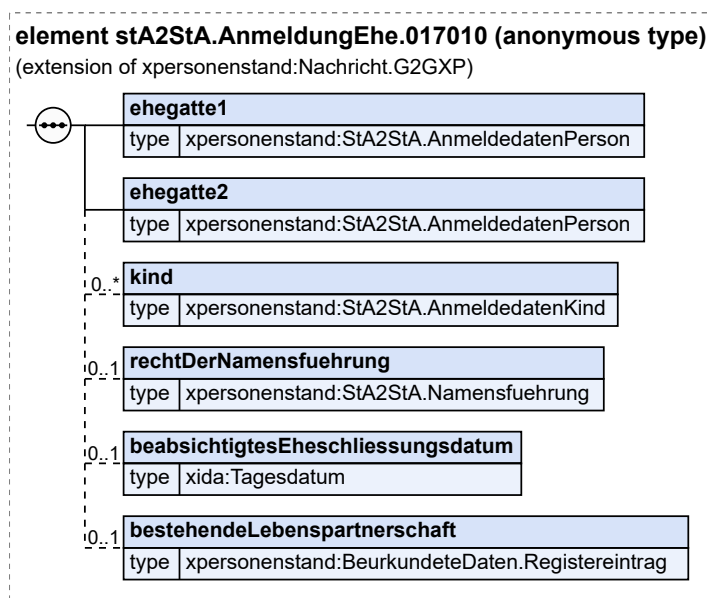 element stA2StA.AnmeldungEhe.017010 (anonymous type)
(extension of xpersonenstand:Nachricht.G2GXP)
ehegatte1
type xpersonenstand:StA2StA.AnmeldedatenPerson
ehegatte2
type xpersonenstand:StA2StA.AnmeldedatenPerson
0..* kind
type xpersonenstand:StA2StA.AnmeldedatenKind
0..1 rechtDerNamensfuehrung
type xpersonenstand:StA2StA.Namensfuehrung
0..1 beabsichtigtesEheschliessungsdatum
type xida:Tagesdatum
0..1 bestehendeLebenspartnerschaft
type xpersonenstand:BeurkundeteDaten.Registereintrag